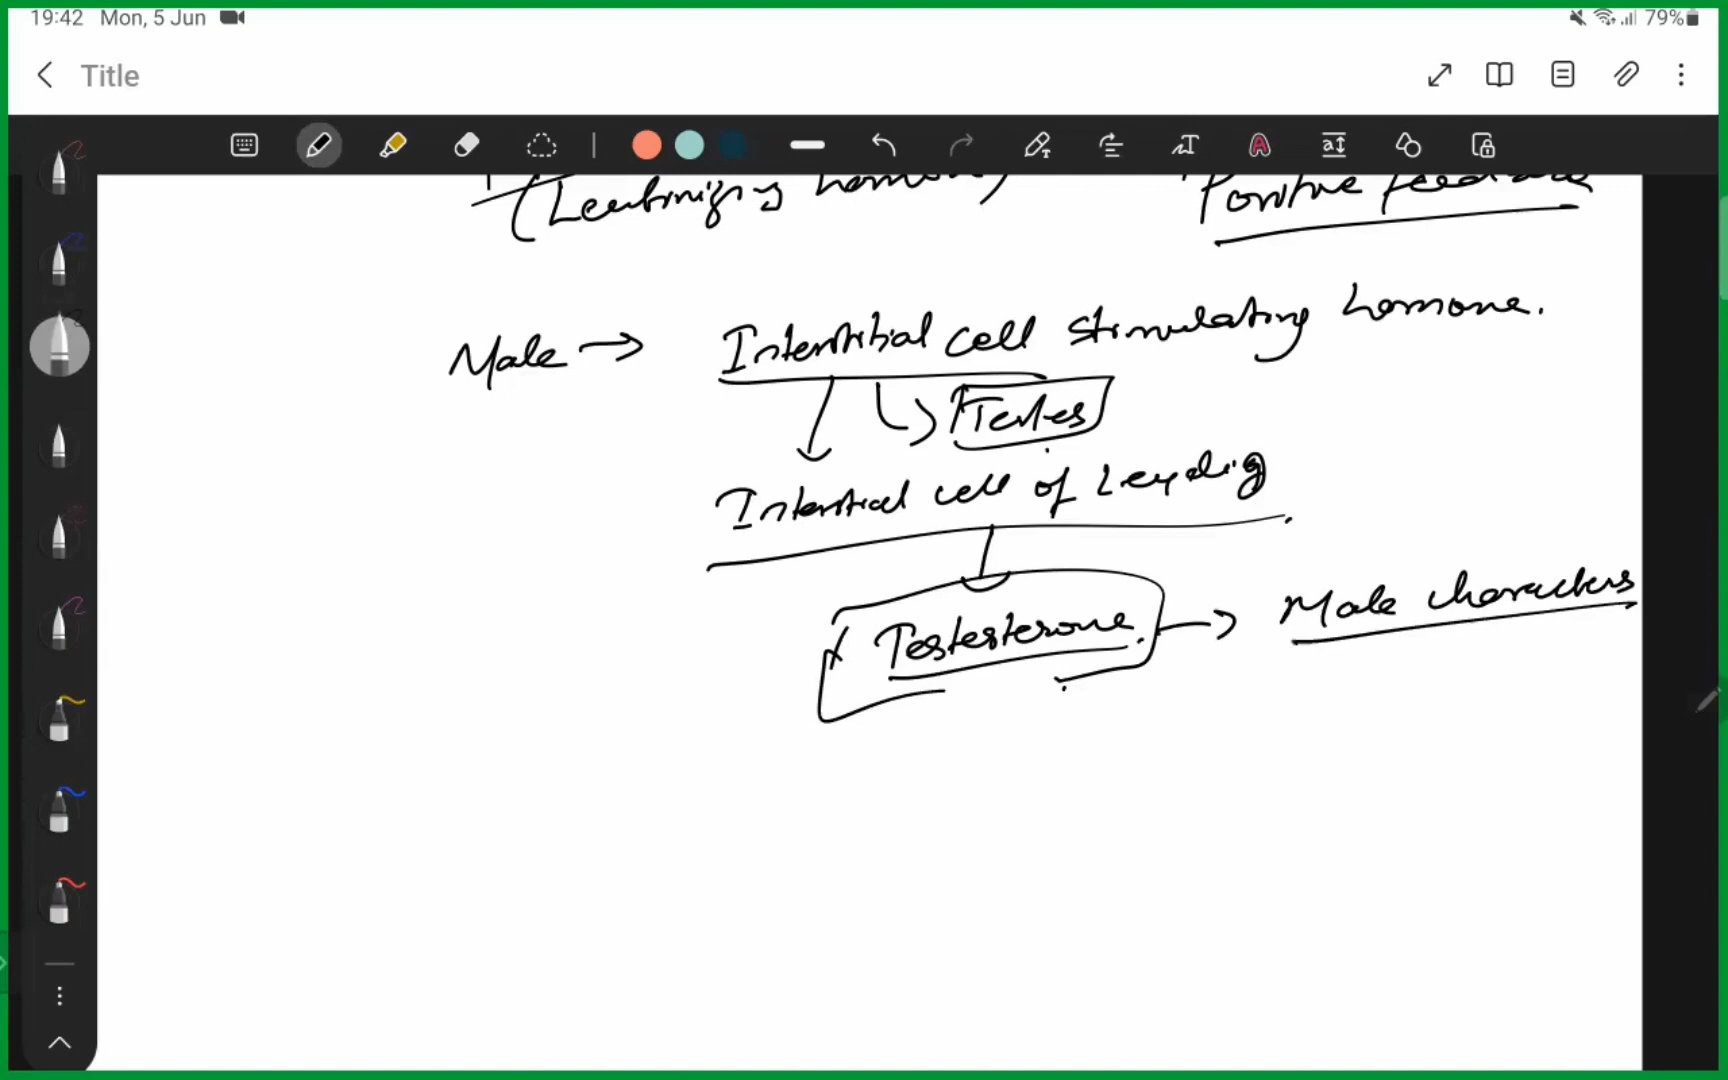 19:42 Mon, 5 Jun 79%
Title
(Leutinizing hormone) Positive feedback
Male → Interstitial cell stimulating hormone.
Testes
Interstitial cell of Leydig
Testesterone. → Male characters